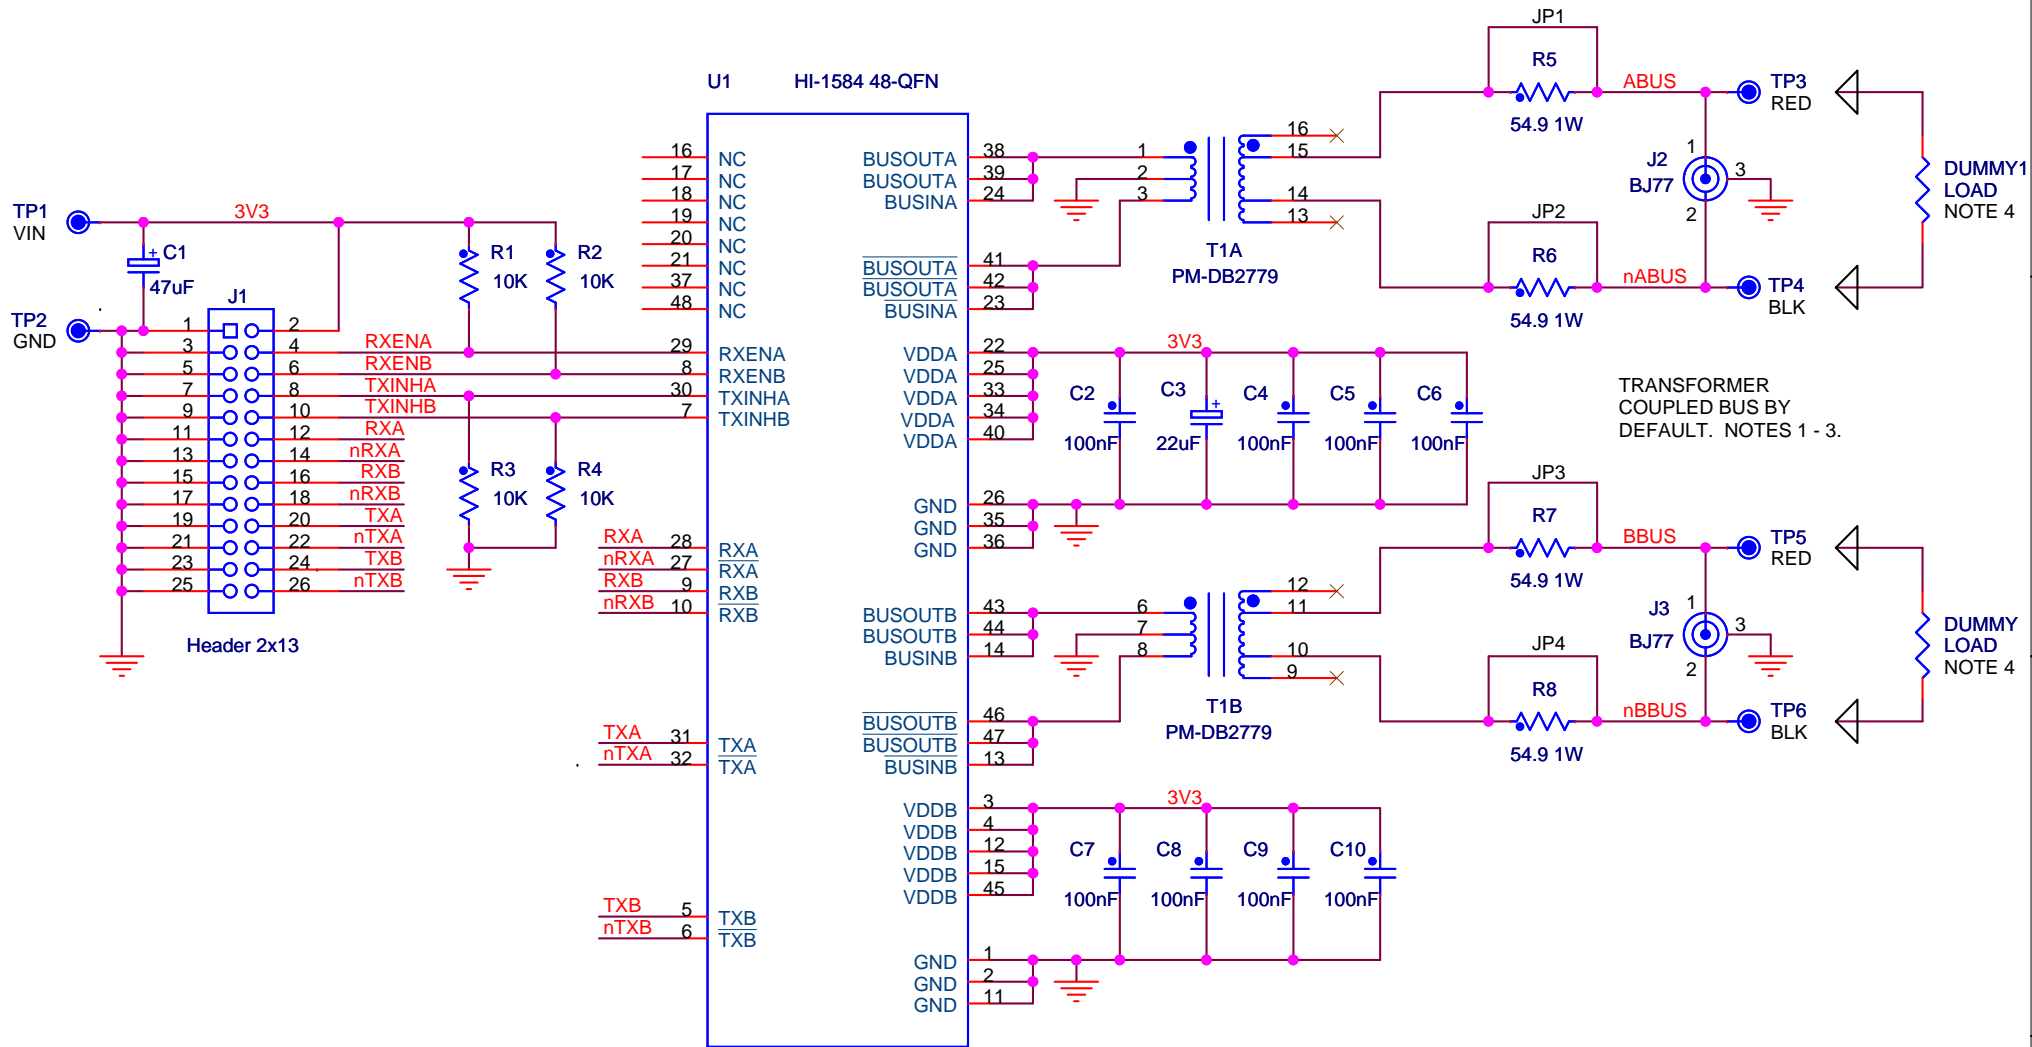 U1 HI-1584 48-QFN
TP1
VIN
3V3
C1
+
47uF
TP2
GND
J1
1 2
3 4 RXENA
5 6 RXENB
7 8 TXINHA
9 10 TXINHB
11 12 RXA
13 14 nRXA
15 16 RXB
17 18 nRXB
19 20 TXA
21 22 nTXA
23 24 TXB
25 26 nTXB
Header 2x13
R1
10K
R2
10K
R3
10K
R4
10K
16 NC
17 NC
18 NC
19 NC
20 NC
21 NC
37 NC
48 NC
29 RXENA
8 RXENB
30 TXINHA
7 TXINHB
RXA 28 RXA
nRXA 27 RXA
RXB 9 RXB
nRXB 10 RXB
TXA 31 TXA
nTXA 32 TXA
TXB 5 TXB
nTXB 6 TXB
BUSOUTA 38
BUSOUTA 39
BUSINA 24
BUSOUTA 41
BUSOUTA 42
BUSINA 23
VDDA 22
VDDA 25
VDDA 33
VDDA 34
VDDA 40
GND 26
GND 35
GND 36
BUSOUTB 43
BUSOUTB 44
BUSINB 14
BUSOUTB 46
BUSOUTB 47
BUSINB 13
VDDB 3
VDDB 4
VDDB 12
VDDB 15
VDDB 45
GND 1
GND 2
GND 11
1
2
3
16
15
14
13
T1A
PM-DB2779
3V3
C2
100nF
C3
+
22uF
C4
100nF
C5
100nF
C6
100nF
6
7
8
12
11
10
9
T1B
PM-DB2779
3V3
C7
100nF
C8
100nF
C9
100nF
C10
100nF
JP1
R5
54.9 1W
ABUS
TP3
RED
JP2
R6
54.9 1W
nABUS
TP4
BLK
1
J2
BJ77
3
2
DUMMY1
LOAD
NOTE 4
TRANSFORMER
COUPLED BUS BY
DEFAULT. NOTES 1 - 3.
JP3
R7
54.9 1W
BBUS
TP5
RED
JP4
R8
54.9 1W
nBBUS
TP6
BLK
1
J3
BJ77
3
2
DUMMY
LOAD
NOTE 4